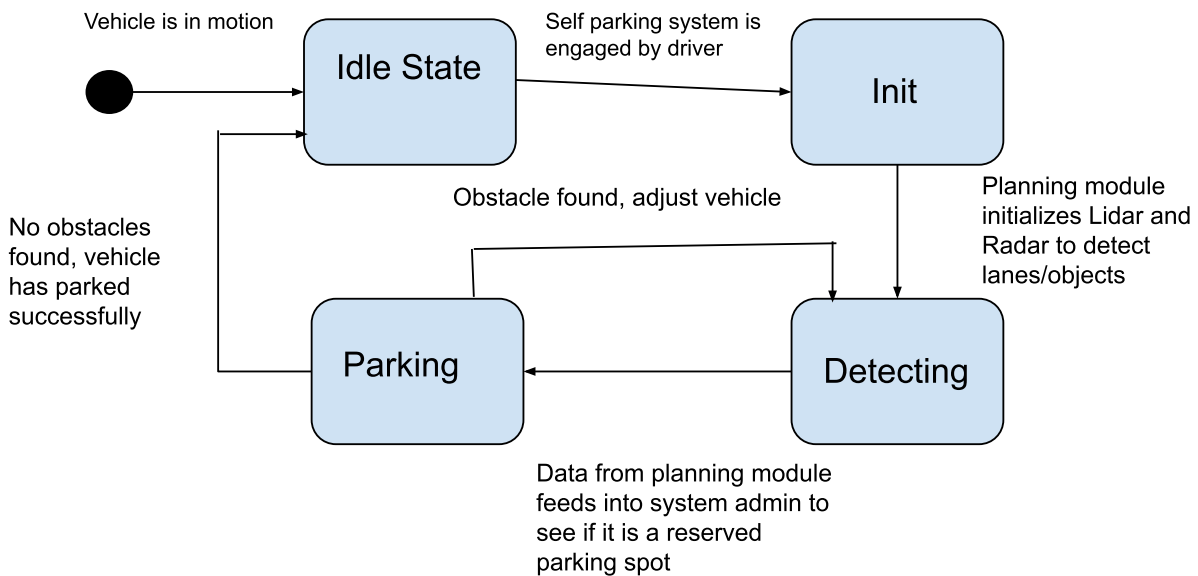 Vehicle is in motion
Self parking system is
engaged by driver
Idle State
Init
Planning module
initializes Lidar and
Radar to detect
lanes/objects
Obstacle found, adjust vehicle
No obstacles
found, vehicle
has parked
successfully
Parking
Detecting
Data from planning module
feeds into system admin to
see if it is a reserved
parking spot